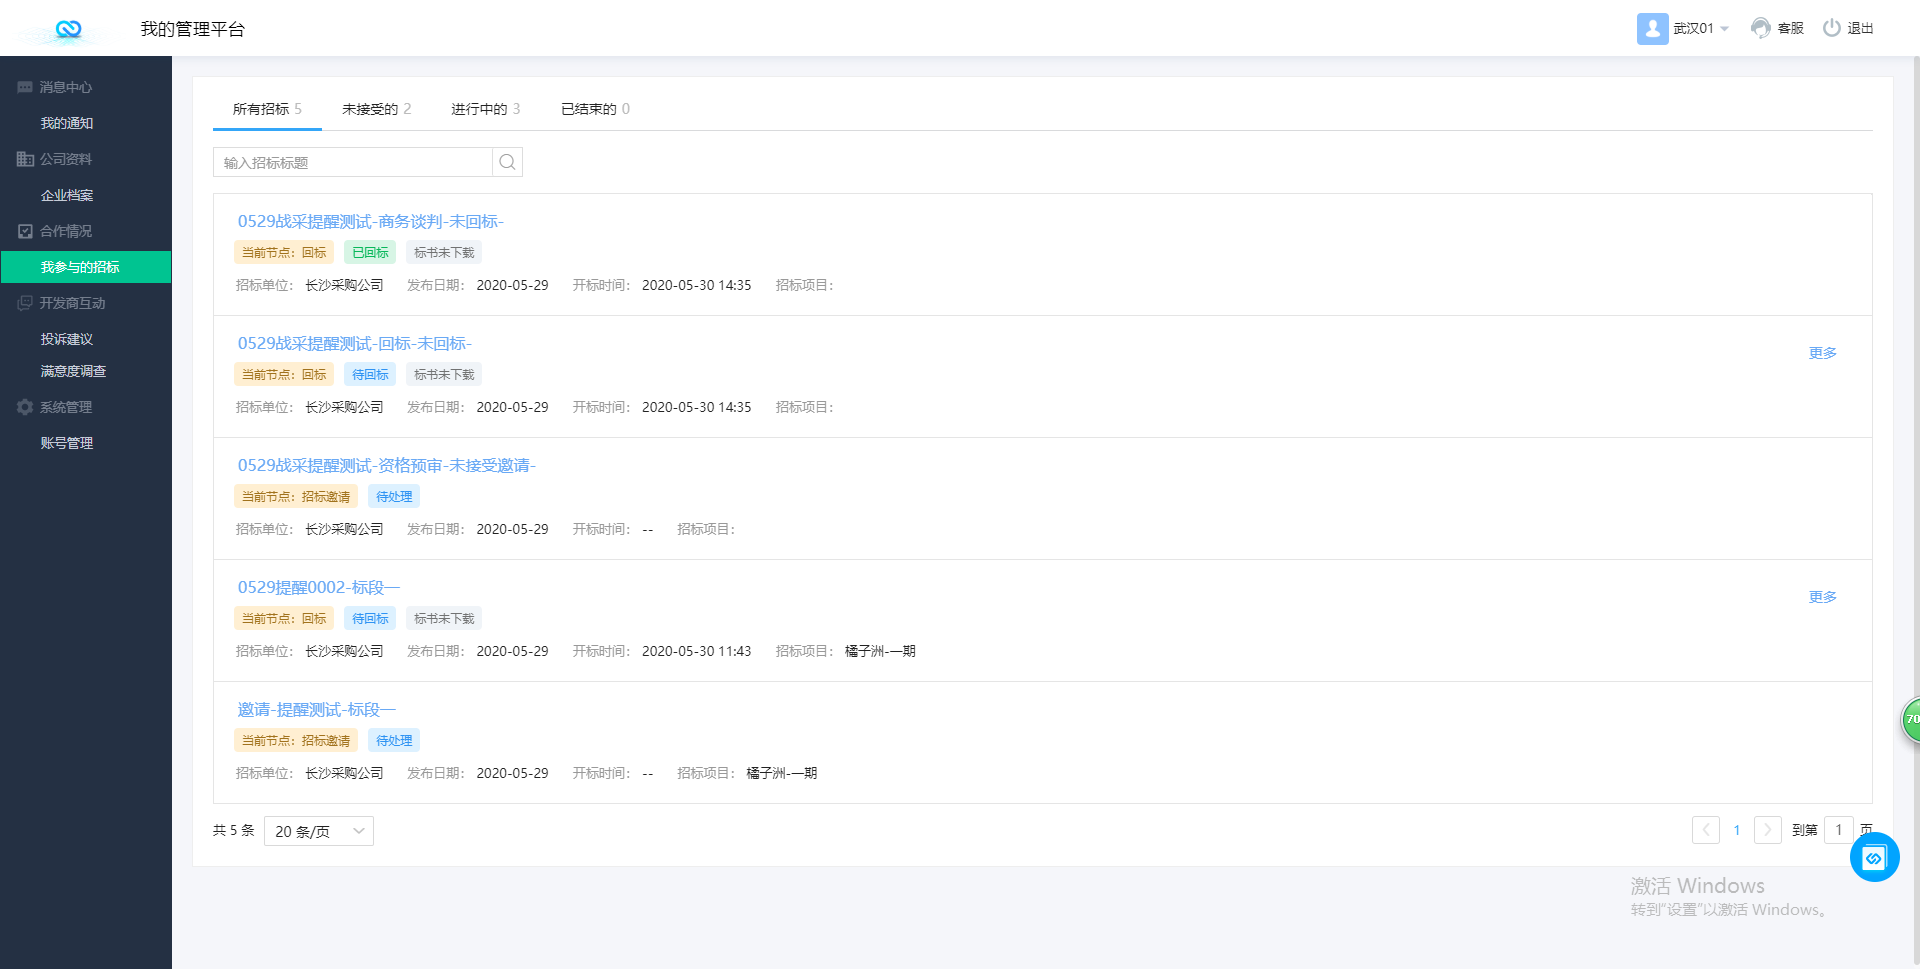 我的管理平台
武汉01
客服
退出
消息中心
我的通知
公司资料
企业档案
合作情况
我参与的招标
开发商互动
投诉建议
满意度调查
系统管理
账号管理
所有招标 5
未接受的 2
进行中的 3
已结束的 0
输入招标标题
0529战采提醒测试-商务谈判-未回标-
当前节点：回标 已回标 标书未下载
招标单位： 长沙采购公司 发布日期： 2020-05-29 开标时间： 2020-05-30 14:35 招标项目：
0529战采提醒测试-回标-未回标-
更多
当前节点：回标 待回标 标书未下载
招标单位： 长沙采购公司 发布日期： 2020-05-29 开标时间： 2020-05-30 14:35 招标项目：
0529战采提醒测试-资格预审-未接受邀请-
当前节点：招标邀请 待处理
招标单位： 长沙采购公司 发布日期： 2020-05-29 开标时间： -- 招标项目：
0529提醒0002-标段一
更多
当前节点：回标 待回标 标书未下载
招标单位： 长沙采购公司 发布日期： 2020-05-29 开标时间： 2020-05-30 11:43 招标项目： 橘子洲-一期
邀请-提醒测试-标段一
当前节点：招标邀请 待处理
招标单位： 长沙采购公司 发布日期： 2020-05-29 开标时间： -- 招标项目： 橘子洲-一期
共 5 条 20 条/页
1 到第 1 页
70
激活 Windows
转到"设置"以激活 Windows。